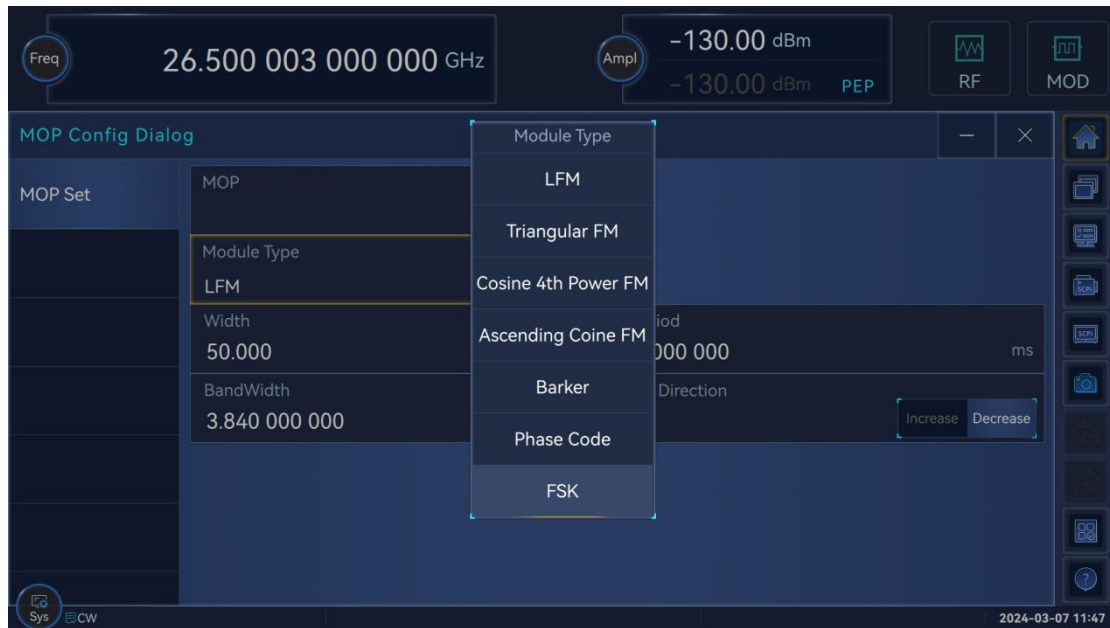 Freq
26.500 003 000 000 GHz
Ampl
-130.00 dBm
-130.00 dBm PEP
RF
MOD
MOP Config Dialog
Module Type
MOP Set
MOP
LFM
Triangular FM
Module Type
LFM
Cosine 4th Power FM
Ascending Coine FM
Width
50.000
iod
000 000 ms
Barker
BandWidth
3.840 000 000
Direction
Increase Decrease
Phase Code
FSK
SCPI
SCPI
Sys
CW
2024-03-07 11:47